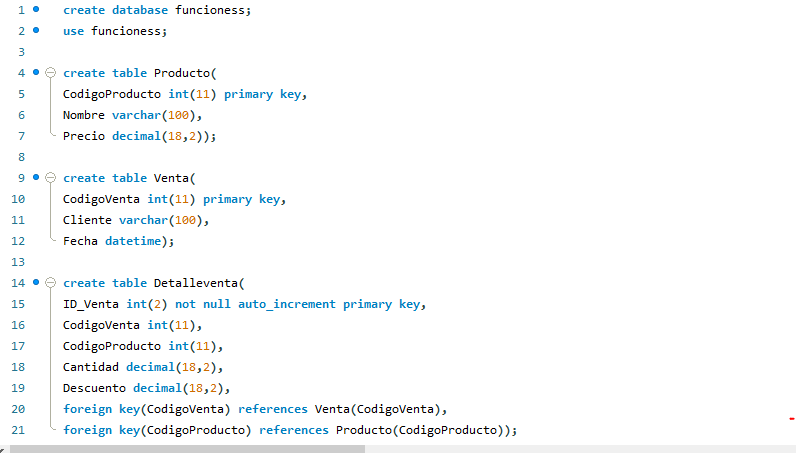 1 create database funcioness;
2 use funcioness;
3
4 create table Producto(
5 CodigoProducto int(11) primary key,
6 Nombre varchar(100),
7 Precio decimal(18,2));
8
9 create table Venta(
10 CodigoVenta int(11) primary key,
11 Cliente varchar(100),
12 Fecha datetime);
13
14 create table Detalleventa(
15 ID_Venta int(2) not null auto_increment primary key,
16 CodigoVenta int(11),
17 CodigoProducto int(11),
18 Cantidad decimal(18,2),
19 Descuento decimal(18,2),
20 foreign key(CodigoVenta) references Venta(CodigoVenta),
21 foreign key(CodigoProducto) references Producto(CodigoProducto));